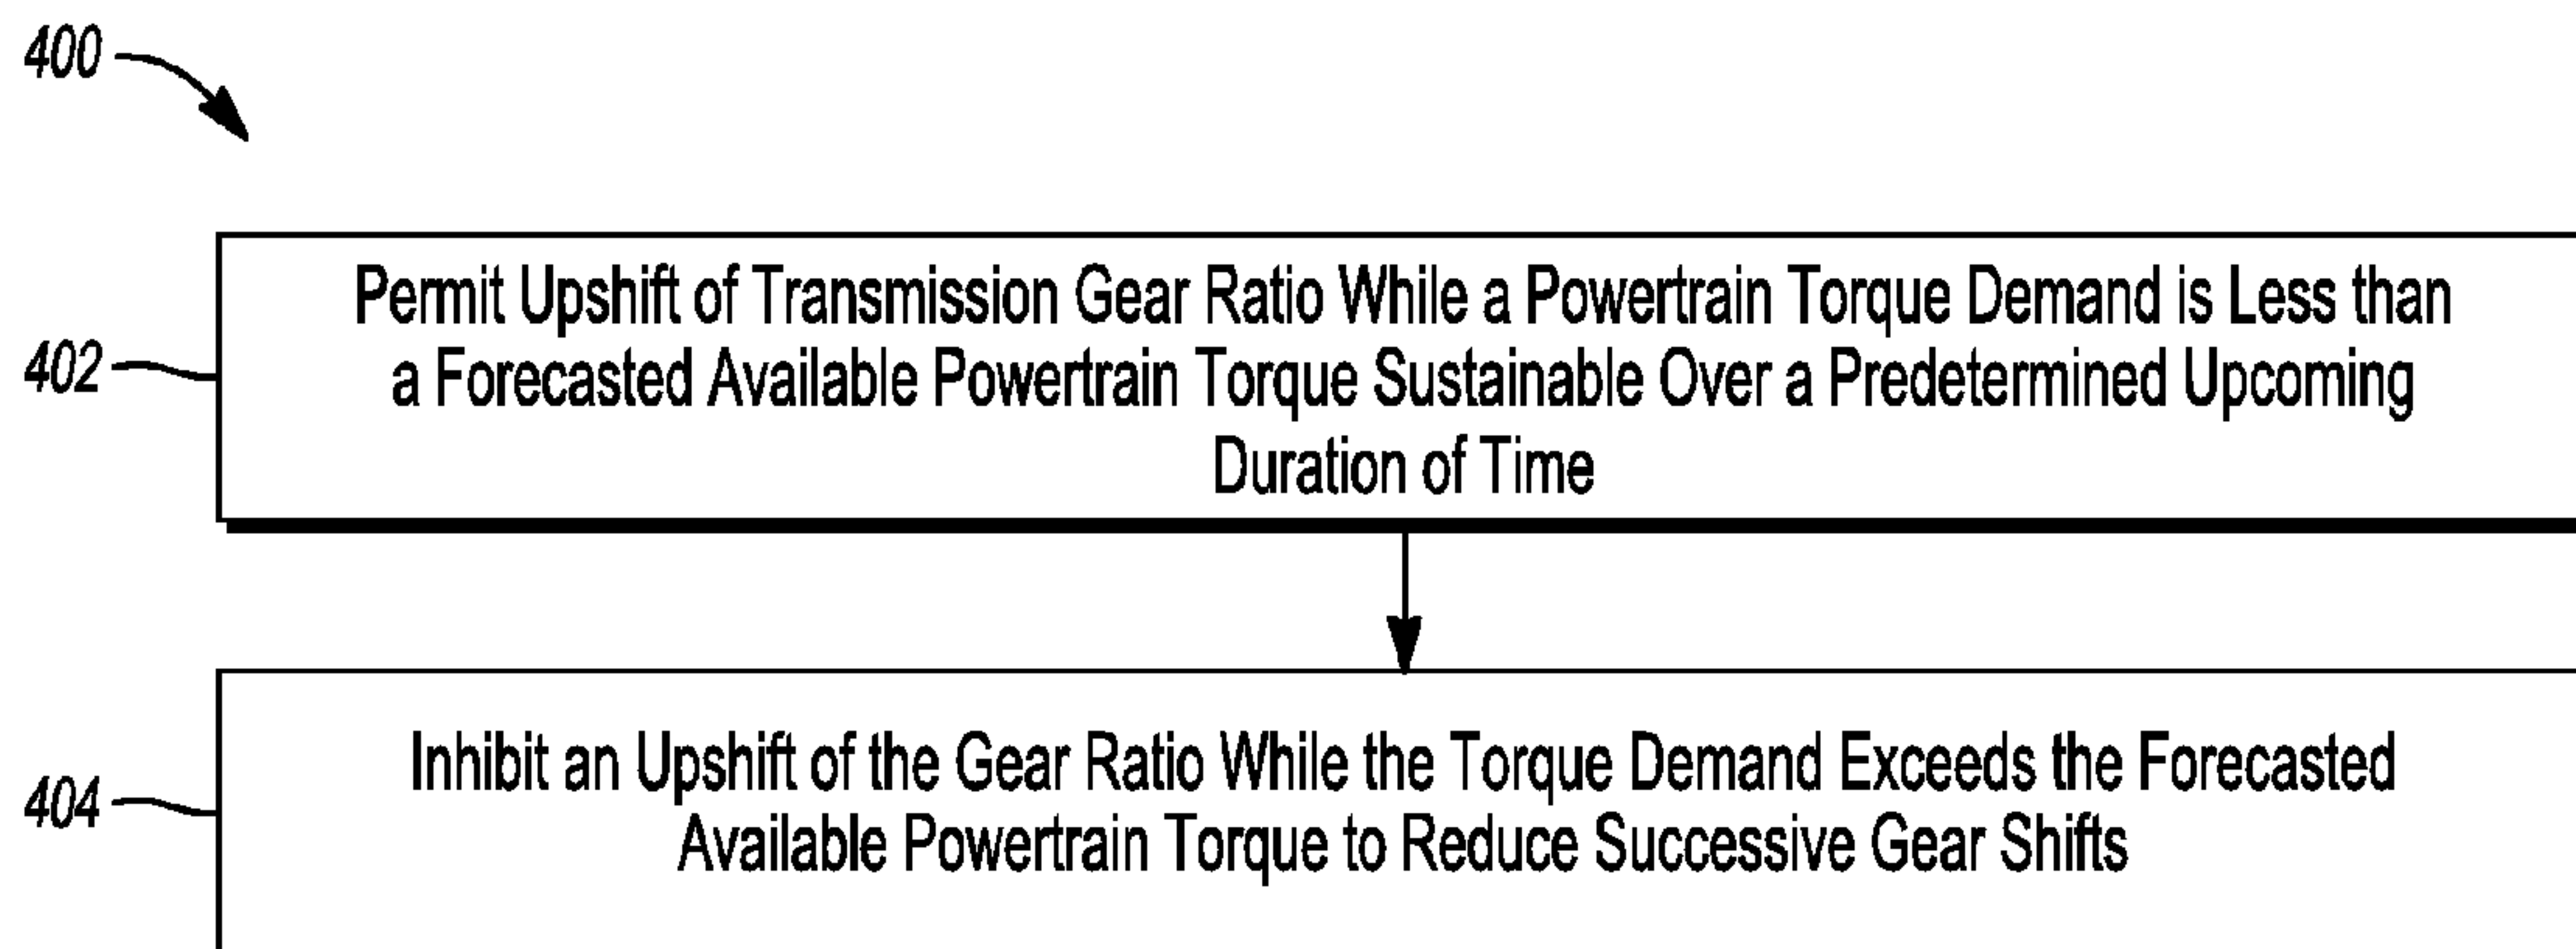 400
402
Permit Upshift of Transmission Gear Ratio While a Powertrain Torque Demand is Less than
a Forecasted Available Powertrain Torque Sustainable Over a Predetermined Upcoming
Duration of Time
404
Inhibit an Upshift of the Gear Ratio While the Torque Demand Exceeds the Forecasted
Available Powertrain Torque to Reduce Successive Gear Shifts